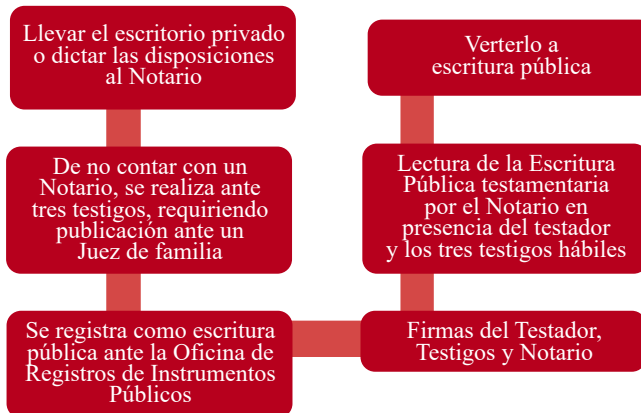 Llevar el escritorio privado
o dictar las disposiciones
al Notario
De no contar con un
Notario, se realiza ante
tres testigos, requiriendo
publicación ante un
Juez de familia
Se registra como escritura
pública ante la Oficina de
Registros de Instrumentos
Públicos
Firmas del Testador,
Testigos y Notario
Lectura de la Escritura
Pública testamentaria
por el Notario en
presencia del testador
y los tres testigos hábiles
Verterlo a
escritura pública